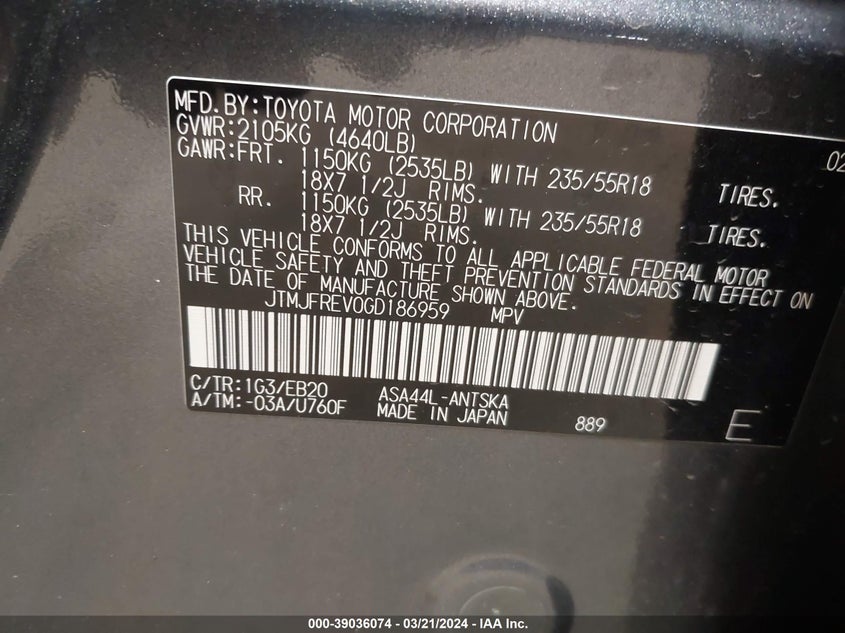 MFD.BY:TOYOTA MOTOR CORPORATION 02
GVWR:2105KG (4640LB)
GAWR:FRT. 1150KG (2535LB) WITH 235/55R18 TIRES.
18X7 1/2J RIMS.
RR. 1150KG (2535LB) WITH 235/55R18 TIRES.
18X7 1/2J RIMS.
THIS VEHICLE CONFORMS TO ALL APPLICABLE FEDERAL MOTOR
VEHICLE SAFETY AND THEFT PREVENTION STANDARDS IN EFFECT ON
THE DATE OF MANUFACTURE SHOWN ABOVE.
JTMJFREV0GD186959 MPV
C/TR:1G3/EB20 ASA44L-ANTSKA
A/TM:-03A/U760F MADE IN JAPAN 889 E
000-39036074 - 03/21/2024 - IAA Inc.